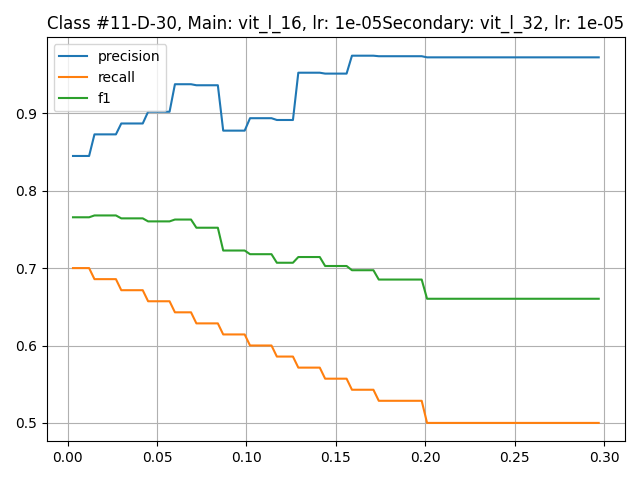 Class #11-D-30, Main: vit_l_16, lr: 1e-05Secondary: vit_l_32, lr: 1e-05
precision
recall
f1
0.9
0.8
0.7
0.6
0.5
0.00 0.05 0.10 0.15 0.20 0.25 0.30